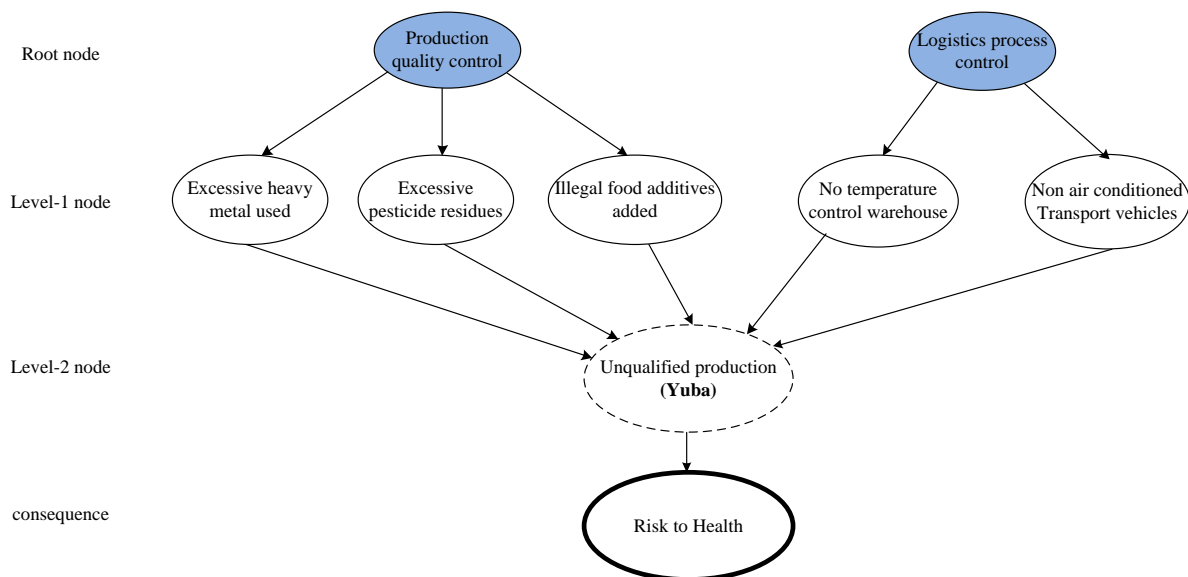 Root node
Production
quality control
Logistics process
control
Level-1 node
Excessive heavy
metal used
Excessive
pesticide residues
Illegal food additives
added
No temperature
control warehouse
Non air conditioned
Transport vehicles
Level-2 node
Unqualified production
(Yuba)
consequence
Risk to Health